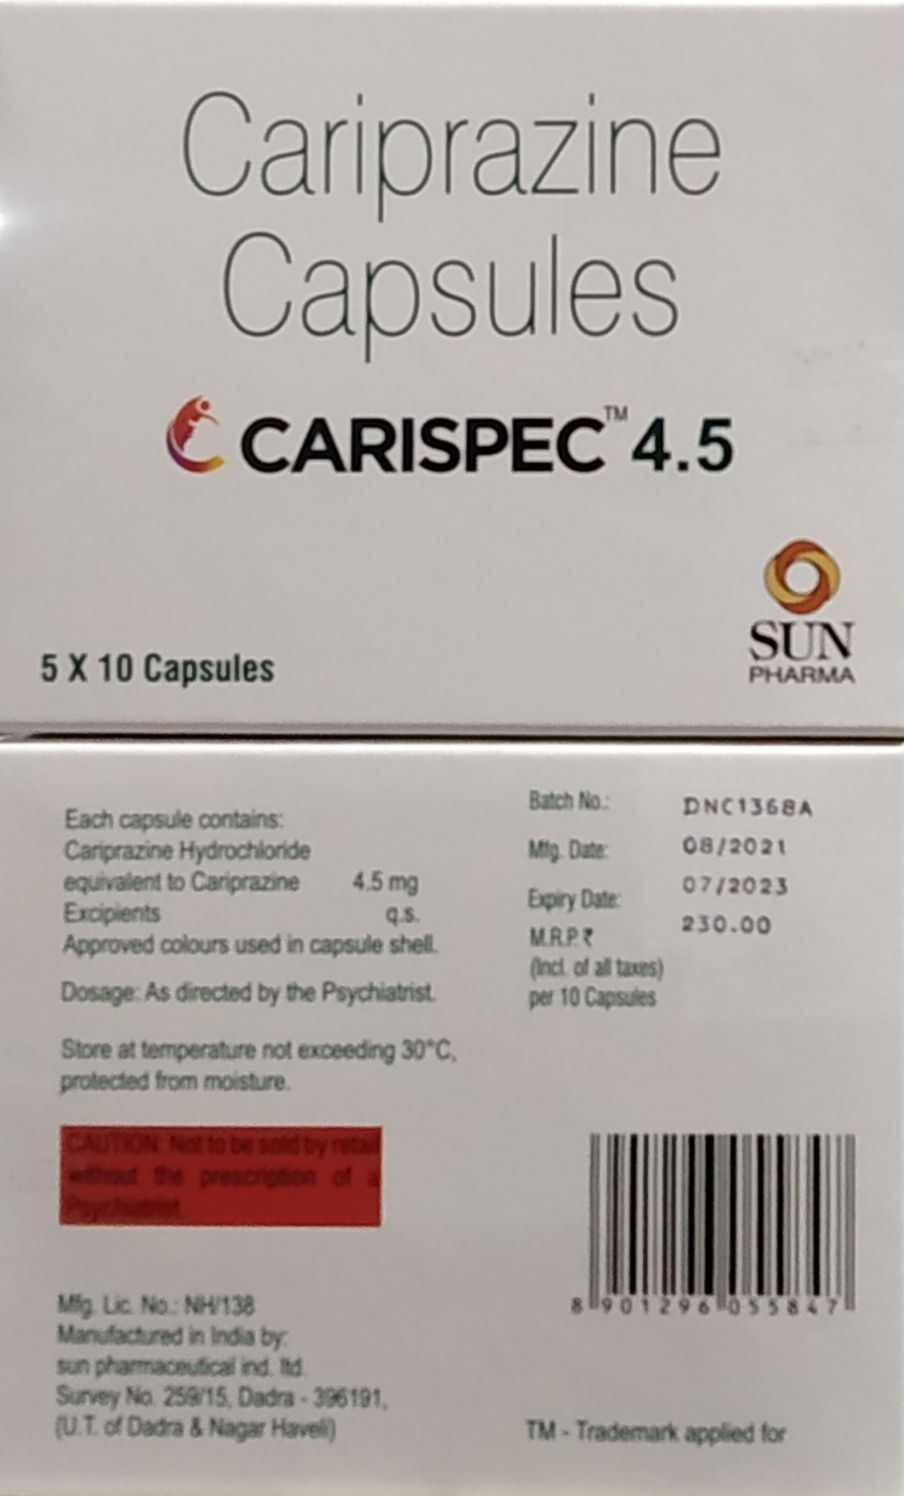 Cariprazine
Capsules
CARISPEC™ 4.5
SUN
PHARMA
5 X 10 Capsules
Each capsule contains:
Cariprazine Hydrochloride
equivalent to Cariprazine 4.5 mg
Excipients q.s.
Approved colours used in capsule shell.
Dosage: As directed by the Psychiatrist.
Store at temperature not exceeding 30°C,
protected from moisture.
CAUTION: Not to be sold by retail
without the prescription of a
Psychiatrist.
Mfg. Lic. No.: NH/138
Manufactured in India by:
sun pharmaceutical ind. ltd.
Survey No. 259/15, Dadra - 396191,
(U.T. of Dadra & Nagar Haveli)
Batch No.: DNC1368A
Mfg. Date: 08/2021
Expiry Date: 07/2023
M.R.P. ₹ 230.00
(Incl. of all taxes)
per 10 Capsules
8 901296 055847
TM - Trademark applied for